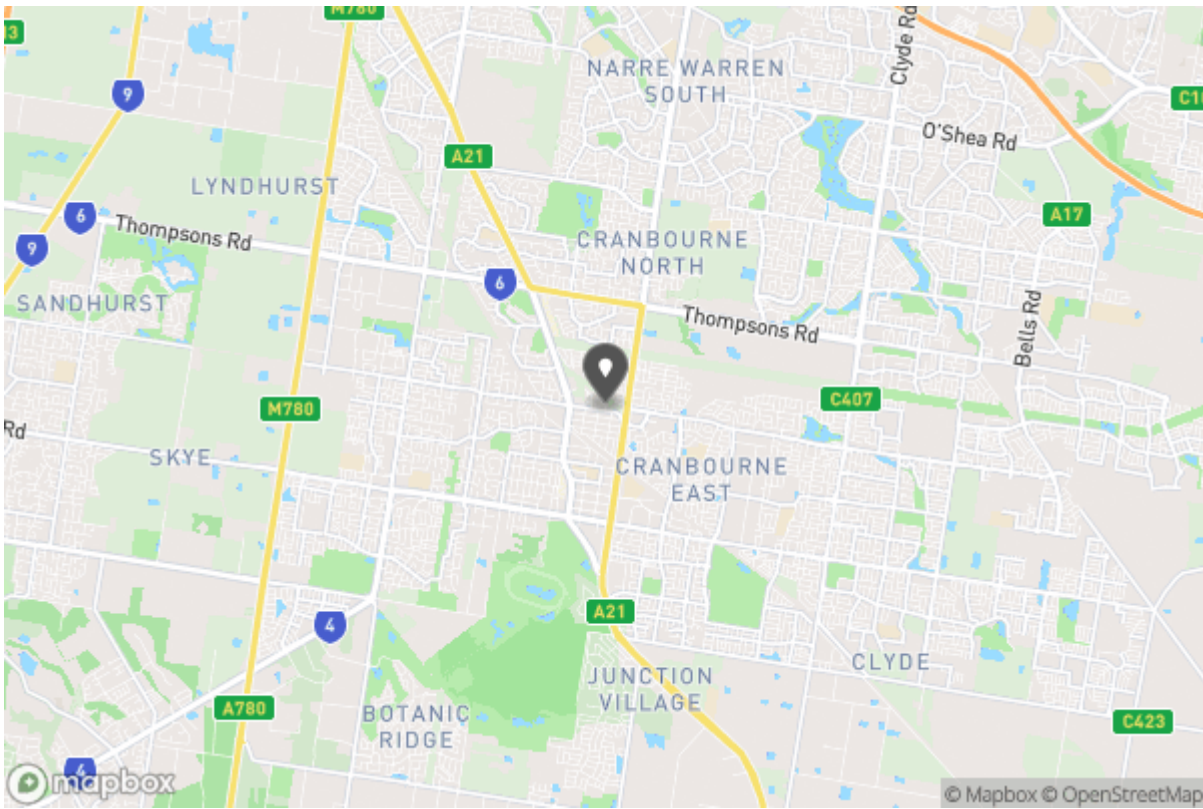 M780
13
NARRE WARREN
SOUTH
Clyde Rd
9
C10
O'Shea Rd
A21
LYNDHURST
6
Thompsons Rd
A17
9
CRANBOURNE
NORTH
6
SANDHURST
Thompsons Rd
Bells Rd
M780
C407
Rd
SKYE
CRANBOURNE
EAST
A21
4
CLYDE
JUNCTION
VILLAGE
A780
BOTANIC
RIDGE
C423
4
mapbox
© Mapbox © OpenStreetMap